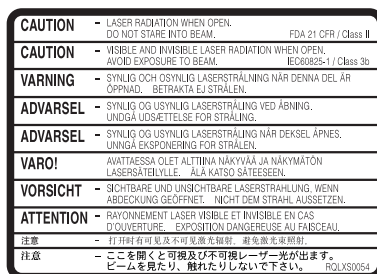 CAUTION – LASER RADIATION WHEN OPEN.
DO NOT STARE INTO BEAM. FDA 21 CFR / Class II
CAUTION – VISIBLE AND INVISIBLE LASER RADIATION WHEN OPEN.
AVOID EXPOSURE TO BEAM. IEC60825-1 / Class 3b
VARNING – SYNLIG OCH OSYNLIG LASERSTRÅLNING NÄR DENNA DEL ÄR
ÖPPNAD. BETRAKTA EJ STRÅLEN.
ADVARSEL – SYNLIG OG USYNLIG LASERSTRÅLING VED ÅBNING.
UNDGÅ UDSÆTTELSE FOR STRÅLING.
ADVARSEL – SYNLIG OG USYNLIG LASERSTRÅLING NÅR DEKSEL ÅPNES.
UNNGÅ EKSPONERING FOR STRÅLEN.
VARO! – AVATTAESSA OLET ALTTIINA NÄKYVÄÄ JA NÄKYMÄTÖN
LASERSÄTEILYLLE. ÄLÄ KATSO SÄTEESEEN.
VORSICHT – SICHTBARE UND UNSICHTBARE LASERSTRAHLUNG, WENN
ABDECKUNG GEÖFFNET. NICHT DEM STRAHL AUSSETZEN.
ATTENTION – RAYONNEMENT LASER VISIBLE ET INVISIBLE EN CAS
D'OUVERTURE. EXPOSITION DANGEREUSE AU FAISCEAU.
注意 – 打开时有可见及不可见激光辐射。避免激光束照射。
注意 – ここを開くと可視及び不可視レーザー光が出ます。
ビームを見たり、触れたりしないで下さい。 RQLXS0054